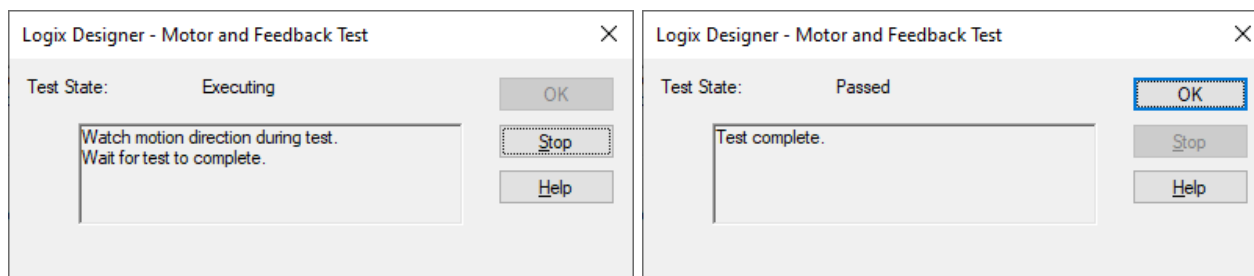 Logix Designer - Motor and Feedback Test
Test State: Executing
OK
Watch motion direction during test.
Wait for test to complete.
Stop
Help
Logix Designer - Motor and Feedback Test
Test State: Passed
OK
Test complete.
Stop
Help